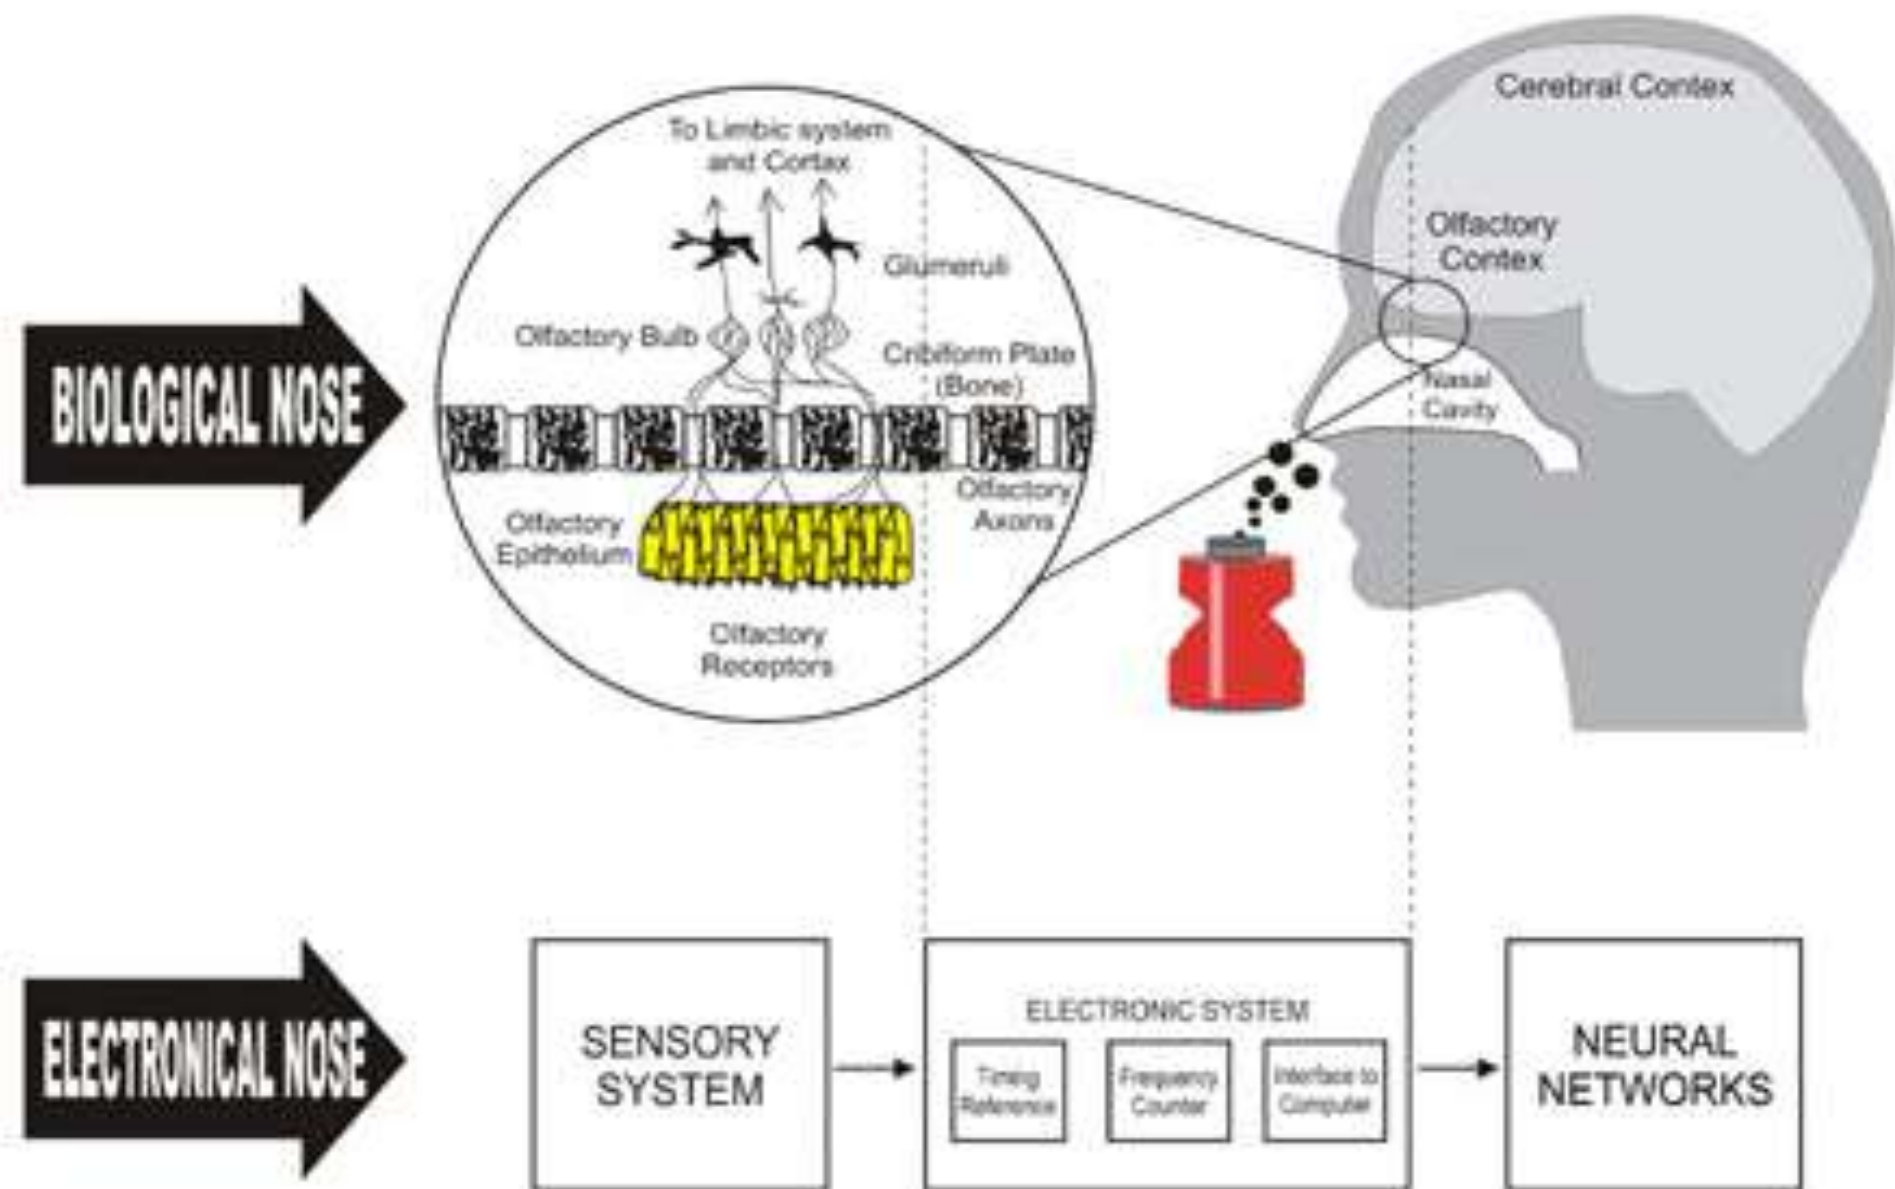 To Limbic system
and Cortax
Glumeruli
Olfactory Bulb
Cribiform Plate
(Bone)
Olfactory
Axons
Olfactory
Epithelium
Olfactory
Receptors
BIOLOGICAL NOSE
Cerebral Contex
Olfactory
Contex
Nasal
Cavity
ELECTRONICAL NOSE
SENSORY
SYSTEM
ELECTRONIC SYSTEM
Timing
Reference
Frequency
Counter
Interface to
Computer
NEURAL
NETWORKS